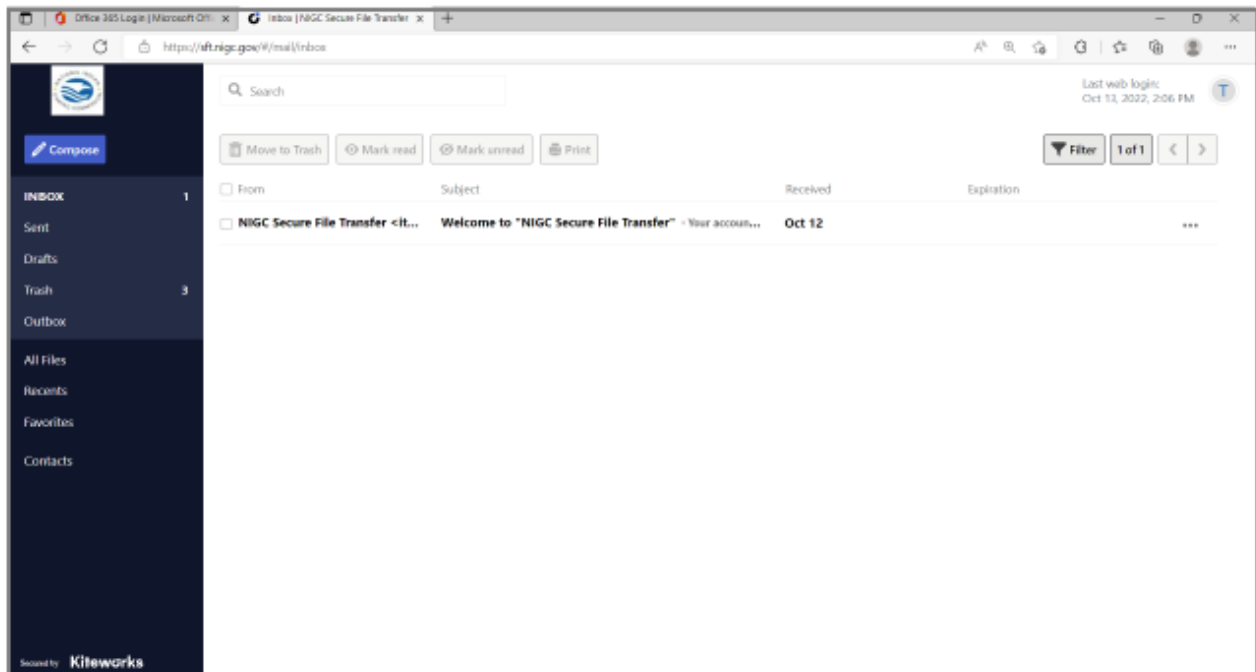 Office 365 Login | Microsoft Offi
Inbox | NIGC Secure File Transfer
https://sft.nigc.gov/#/mail/inbox
Search
Last web login:
Oct 13, 2022, 2:06 PM
T
Compose
Move to Trash
Mark read
Mark unread
Print
Filter
1 of 1
INBOX 1
Sent
Drafts
Trash 3
Outbox
All Files
Recents
Favorites
Contacts
From Subject Received Expiration
NIGC Secure File Transfer <it... Welcome to "NIGC Secure File Transfer" - Your accoun... Oct 12
Secured by Kiteworks